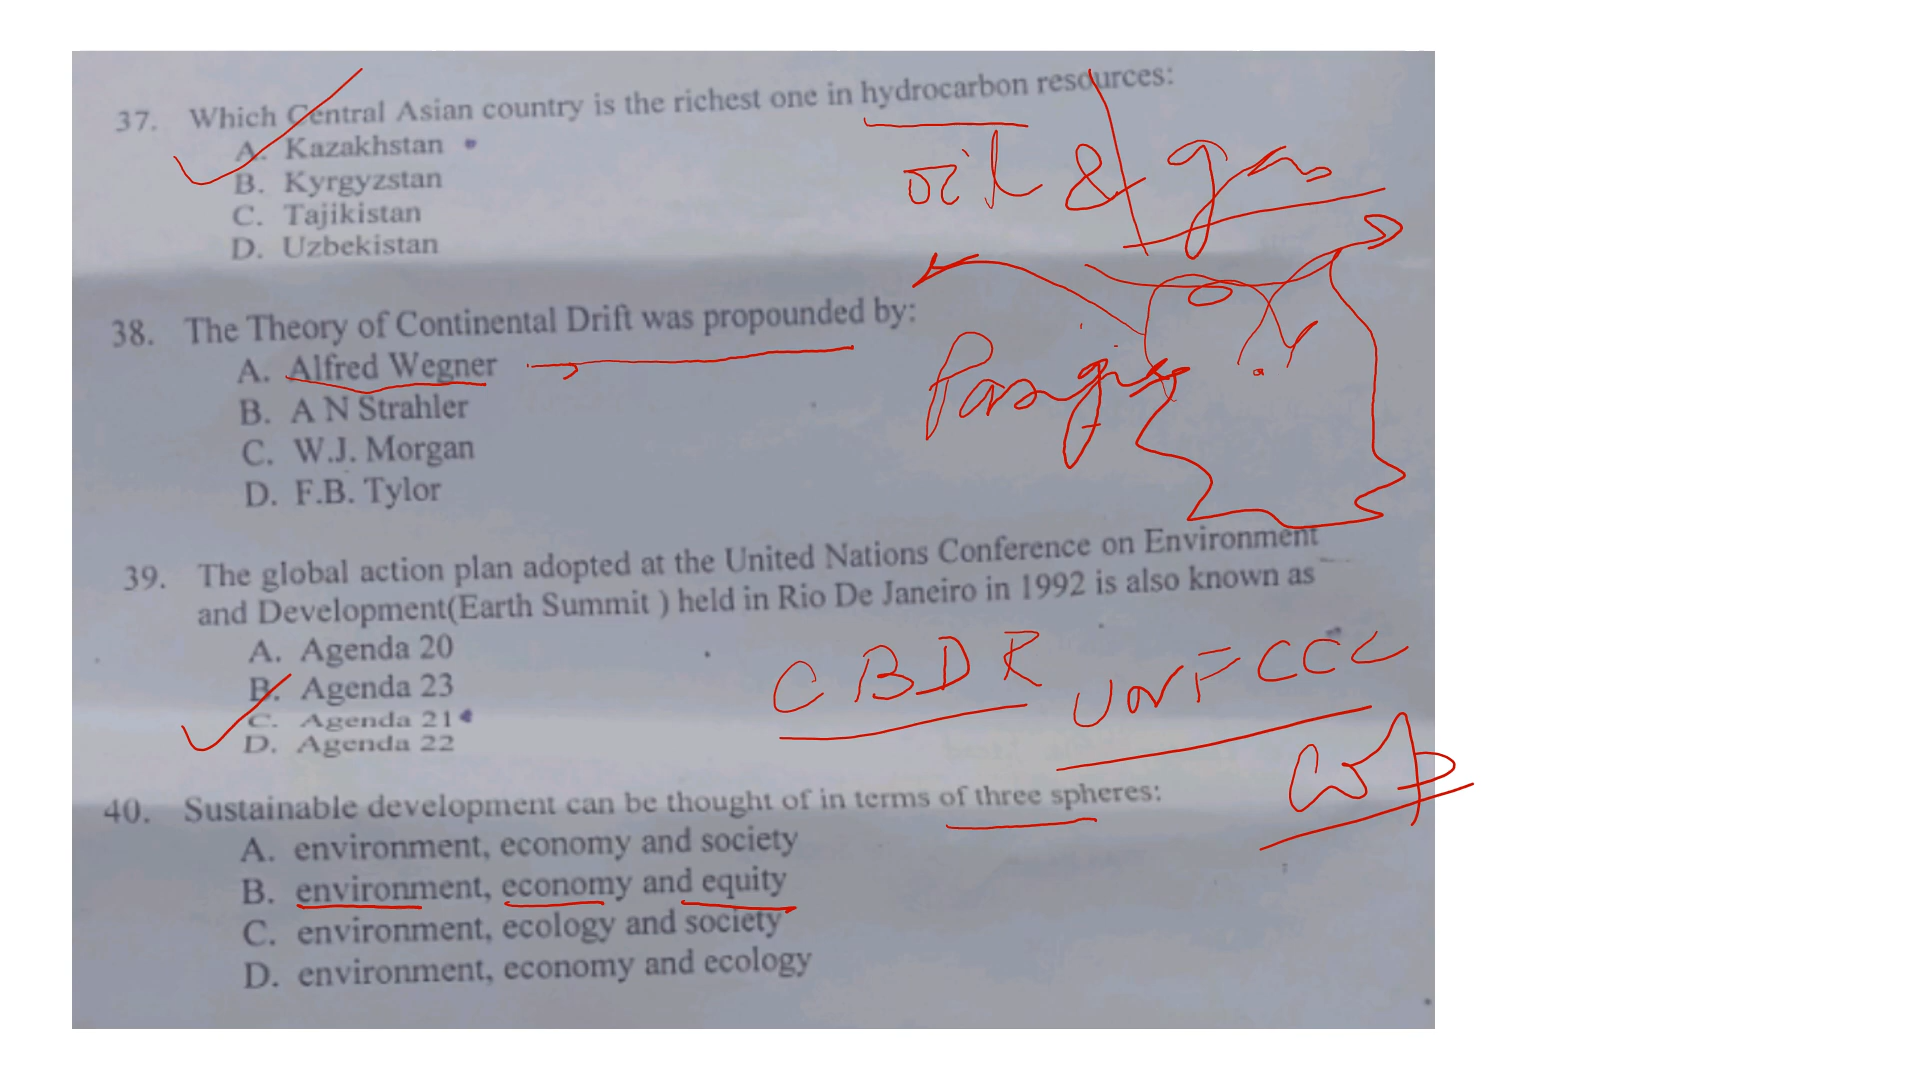 37. Which Central Asian country is the richest one in hydrocarbon resources:
A. Kazakhstan
B. Kyrgyzstan
C. Tajikistan
D. Uzbekistan
oil & gas
38. The Theory of Continental Drift was propounded by:
A. Alfred Wegner
B. A N Strahler
C. W.J. Morgan
D. F.B. Tylor
39. The global action plan adopted at the United Nations Conference on Environment
and Development(Earth Summit ) held in Rio De Janeiro in 1992 is also known as
A. Agenda 20
B. Agenda 23
C. Agenda 21
D. Agenda 22
CBDR UNFCCC
COP
40. Sustainable development can be thought of in terms of three spheres:
A. environment, economy and society
B. environment, economy and equity
C. environment, ecology and society
D. environment, economy and ecology